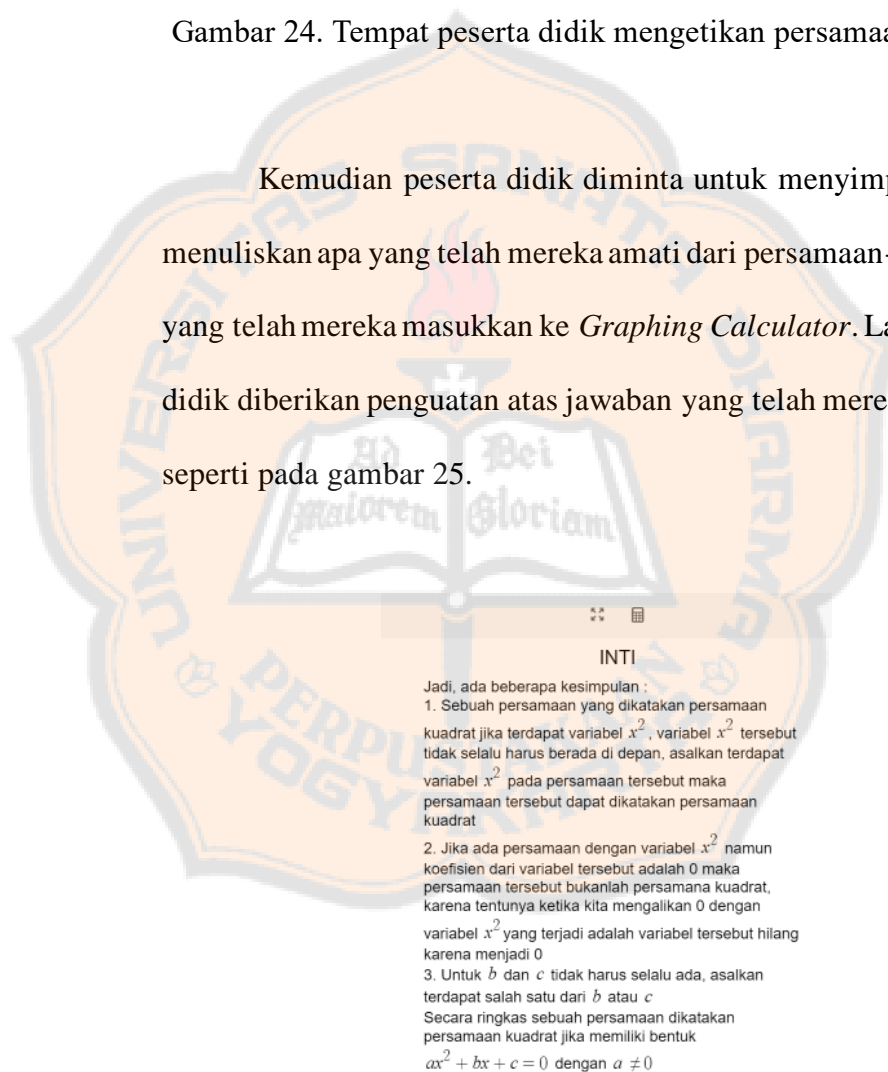 Gambar 24. Tempat peserta didik mengetikan persamaa
Kemudian peserta didik diminta untuk menyimp
menuliskan apa yang telah mereka amati dari persamaan-
yang telah mereka masukkan ke Graphing Calculator. La
didik diberikan penguatan atas jawaban yang telah mere
seperti pada gambar 25.
UNIVERSITAS SANATA DHARMA
Ad Maiorem
Dei Gloriam
PERPUSTAKAAN
YOGYAKARTA
INTI
Jadi, ada beberapa kesimpulan :
1. Sebuah persamaan yang dikatakan persamaan
kuadrat jika terdapat variabel x², variabel x² tersebut
tidak selalu harus berada di depan, asalkan terdapat
variabel x² pada persamaan tersebut maka
persamaan tersebut dapat dikatakan persamaan
kuadrat
2. Jika ada persamaan dengan variabel x² namun
koefisien dari variabel tersebut adalah 0 maka
persamaan tersebut bukanlah persamana kuadrat,
karena tentunya ketika kita mengalikan 0 dengan
variabel x² yang terjadi adalah variabel tersebut hilang
karena menjadi 0
3. Untuk b dan c tidak harus selalu ada, asalkan
terdapat salah satu dari b atau c
Secara ringkas sebuah persamaan dikatakan
persamaan kuadrat jika memiliki bentuk
ax² + bx + c = 0 dengan a ≠ 0